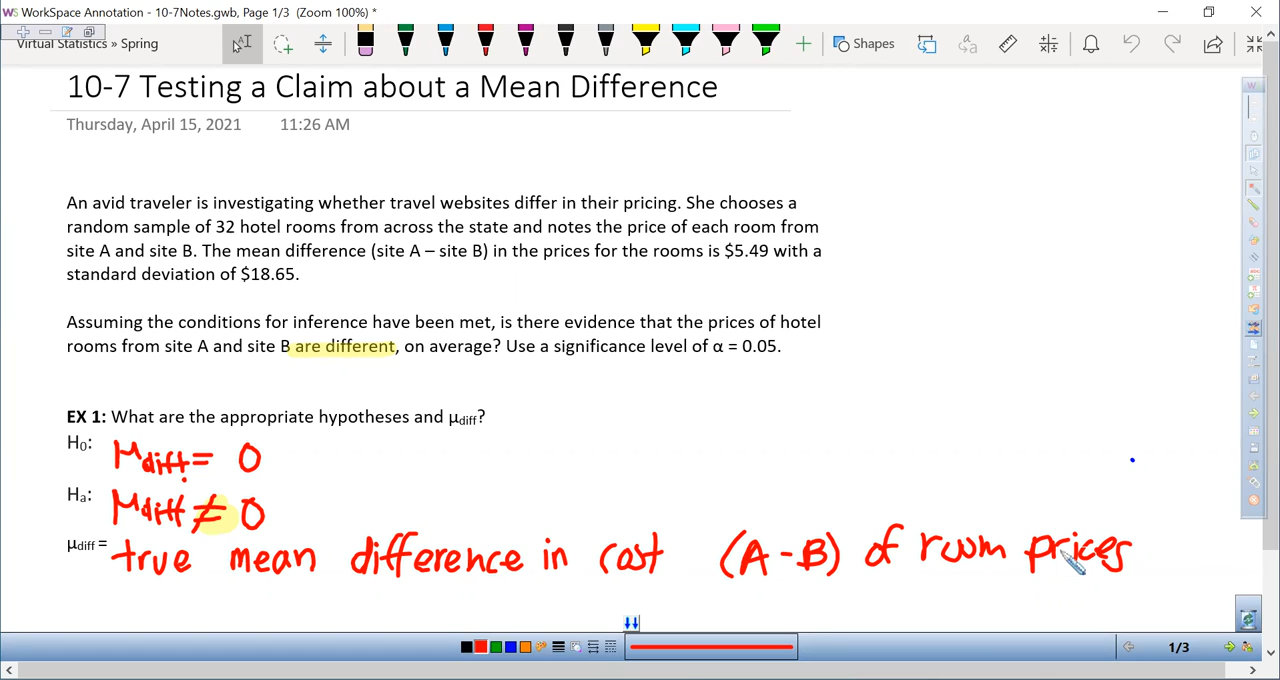 WorkSpace Annotation - 10-7Notes.gwb, Page 1/3 (Zoom 100%) *
Virtual Statistics » Spring
Shapes
10-7 Testing a Claim about a Mean Difference
Thursday, April 15, 2021 11:26 AM
An avid traveler is investigating whether travel websites differ in their pricing. She chooses a
random sample of 32 hotel rooms from across the state and notes the price of each room from
site A and site B. The mean difference (site A – site B) in the prices for the rooms is $5.49 with a
standard deviation of $18.65.
Assuming the conditions for inference have been met, is there evidence that the prices of hotel
rooms from site A and site B are different, on average? Use a significance level of α = 0.05.
EX 1: What are the appropriate hypotheses and μdiff?
H0: μdiff = 0
Ha: μdiff ≠ 0
μdiff = true mean difference in cost (A - B) of room prices
1/3